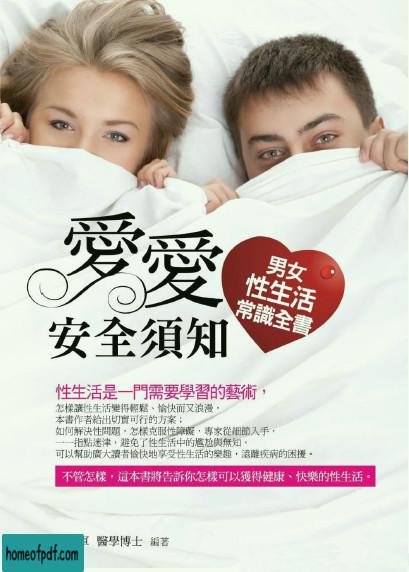 愛愛
安全須知
男女
性生活
常識全書
性生活是一門需要學習的藝術，
怎樣讓性生活變得輕鬆、愉快而又浪漫，
本書作者給出切實可行的方案；
如何解決性問題，怎樣克服性障礙，專家從細節入手，
一一指點迷津，避免了性生活中的尷尬與無知，
可以幫助廣大讀者愉快地享受性生活的樂趣，遠離疾病的困擾。
不管怎樣，這本書將告訴你怎樣可以獲得健康、快樂的性生活。
醫學博士 編著
homeofpdf.com